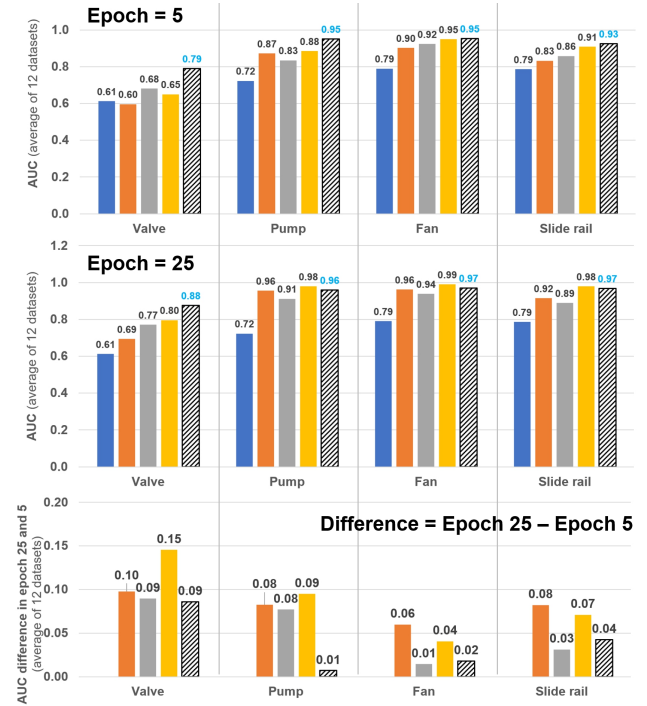 Epoch = 5
AUC (average of 12 datasets)
1.0
0.8
0.6
0.4
0.2
0.0
0.61 0.60 0.68 0.65 0.79
0.72 0.87 0.83 0.88 0.95
0.79 0.90 0.92 0.95 0.95
0.79 0.83 0.86 0.91 0.93
Valve Pump Fan Slide rail
Epoch = 25
AUC (average of 12 datasets)
1.2
1.0
0.8
0.6
0.4
0.2
0.0
0.61 0.69 0.77 0.80 0.88
0.72 0.96 0.91 0.98 0.96
0.79 0.96 0.94 0.99 0.97
0.79 0.92 0.89 0.98 0.97
Valve Pump Fan Slide rail
Difference = Epoch 25 – Epoch 5
AUC difference in epoch 25 and 5
(average of 12 datasets)
0.20
0.15
0.10
0.05
0.00
0.10 0.09 0.15 0.09
0.08 0.08 0.09 0.01
0.06 0.01 0.04 0.02
0.08 0.03 0.07 0.04
Valve Pump Fan Slide rail